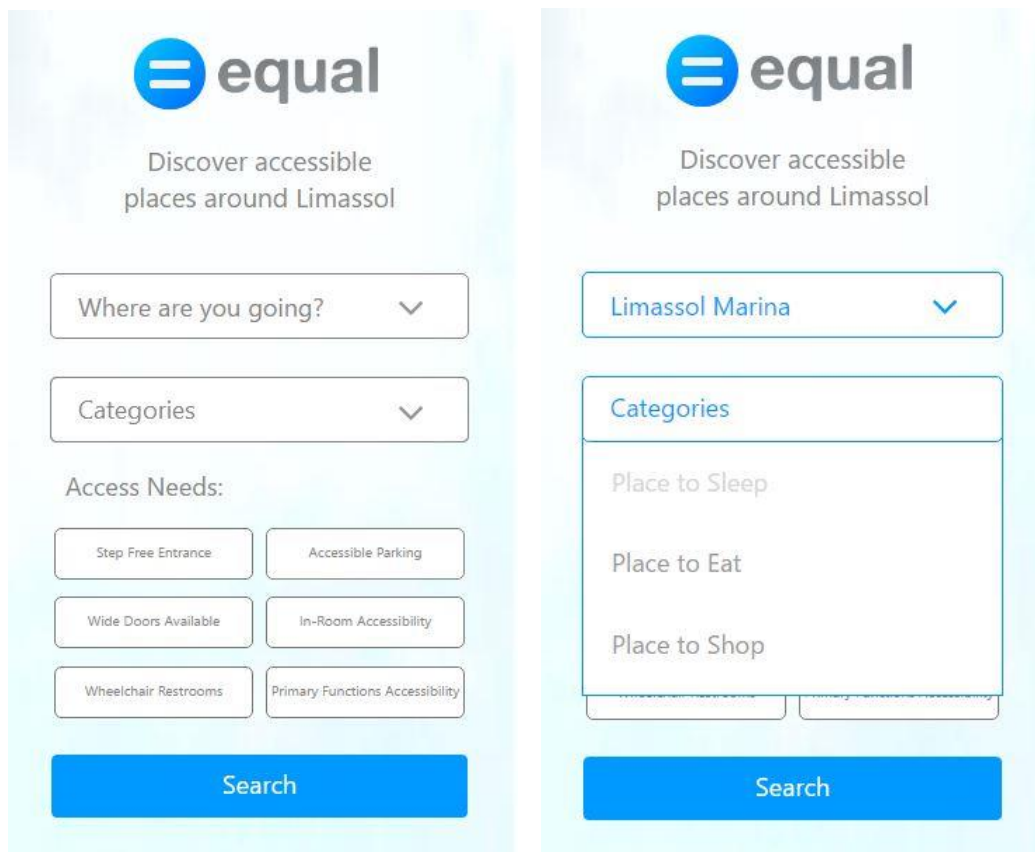 equal
Discover accessible
places around Limassol
Where are you going?
Categories
Access Needs:
Step Free Entrance
Accessible Parking
Wide Doors Available
In-Room Accessibility
Wheelchair Restrooms
Primary Functions Accessibility
Search
equal
Discover accessible
places around Limassol
Limassol Marina
Categories
Place to Sleep
Place to Eat
Place to Shop
Search